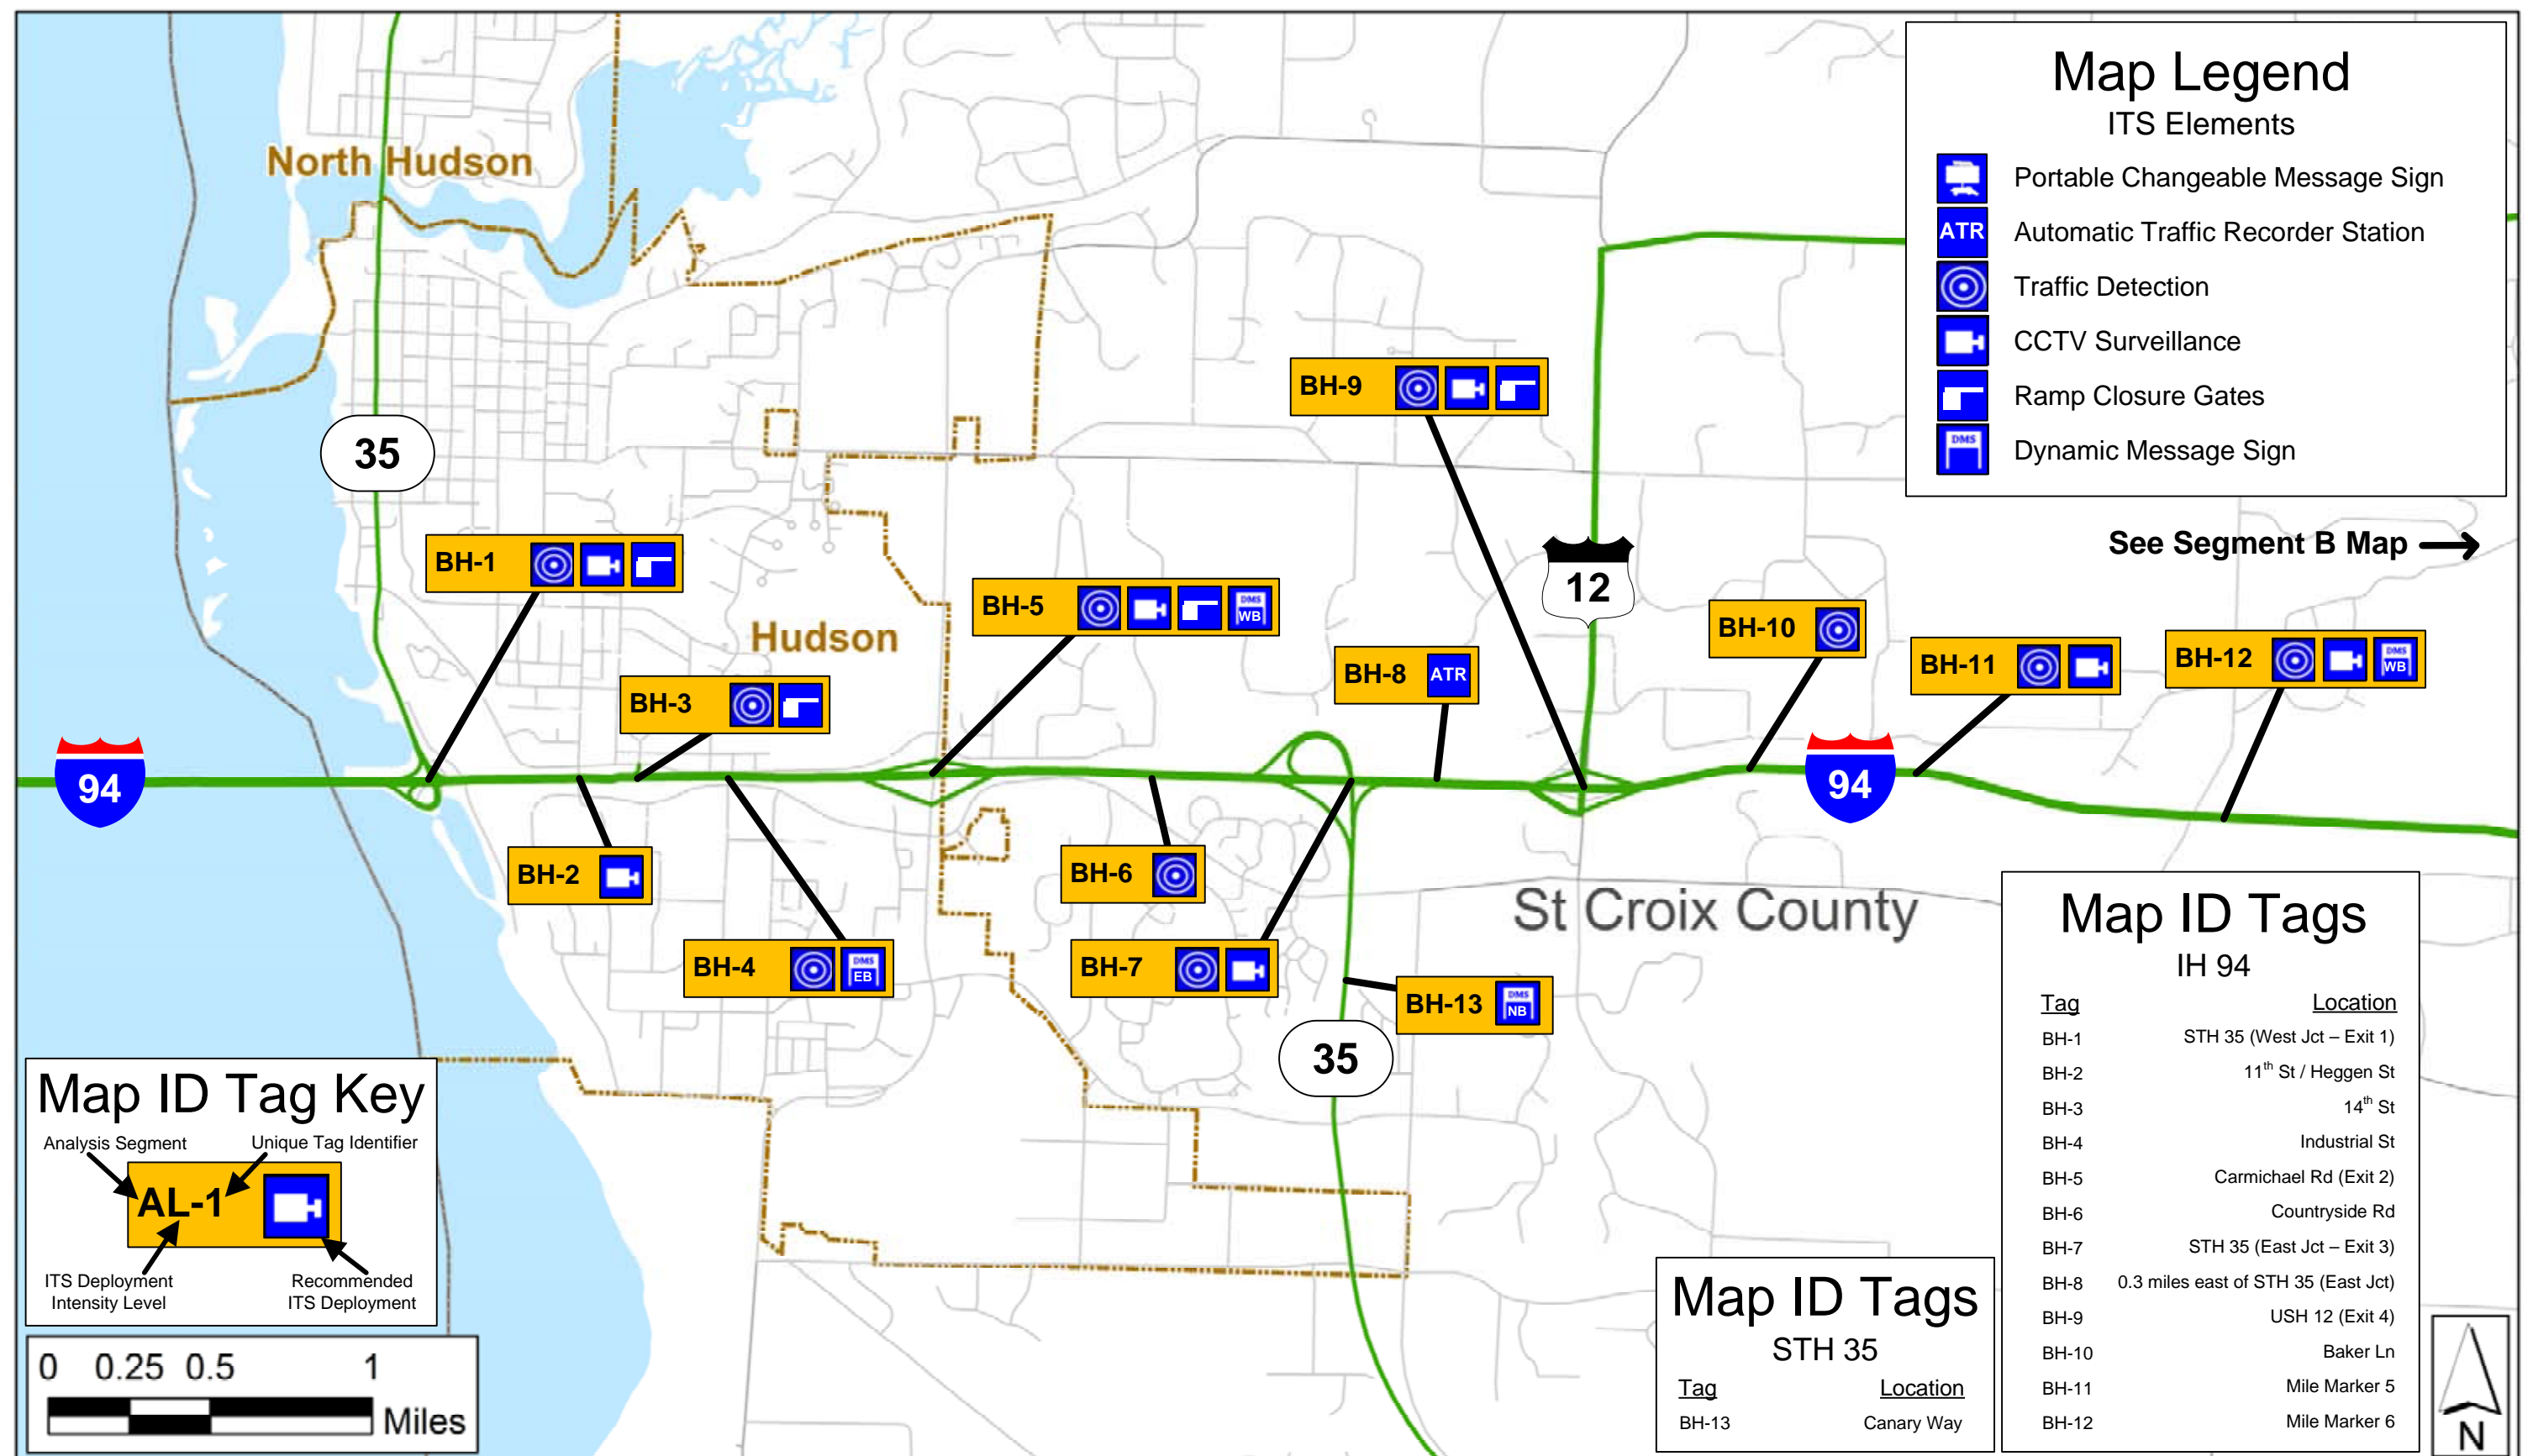 Map Legend
ITS Elements
Portable Changeable Message Sign
ATR Automatic Traffic Recorder Station
Traffic Detection
CCTV Surveillance
Ramp Closure Gates
DMS Dynamic Message Sign
North Hudson
35
BH-9
See Segment B Map
12
BH-1
BH-5 DMS WB
Hudson
BH-10
BH-11
BH-12 DMS WB
BH-8 ATR
BH-3
94
94
BH-2
BH-6
St Croix County
BH-4 DMS EB
BH-7
BH-13 DMS NB
35
Map ID Tag Key
Analysis Segment
Unique Tag Identifier
AL-1
ITS Deployment
Intensity Level
Recommended
ITS Deployment
0 0.25 0.5 1
Miles
Map ID Tags
STH 35
Tag Location
BH-13 Canary Way
Map ID Tags
IH 94
Tag Location
BH-1 STH 35 (West Jct – Exit 1)
BH-2 11th St / Heggen St
BH-3 14th St
BH-4 Industrial St
BH-5 Carmichael Rd (Exit 2)
BH-6 Countryside Rd
BH-7 STH 35 (East Jct – Exit 3)
BH-8 0.3 miles east of STH 35 (East Jct)
BH-9 USH 12 (Exit 4)
BH-10 Baker Ln
BH-11 Mile Marker 5
BH-12 Mile Marker 6
N